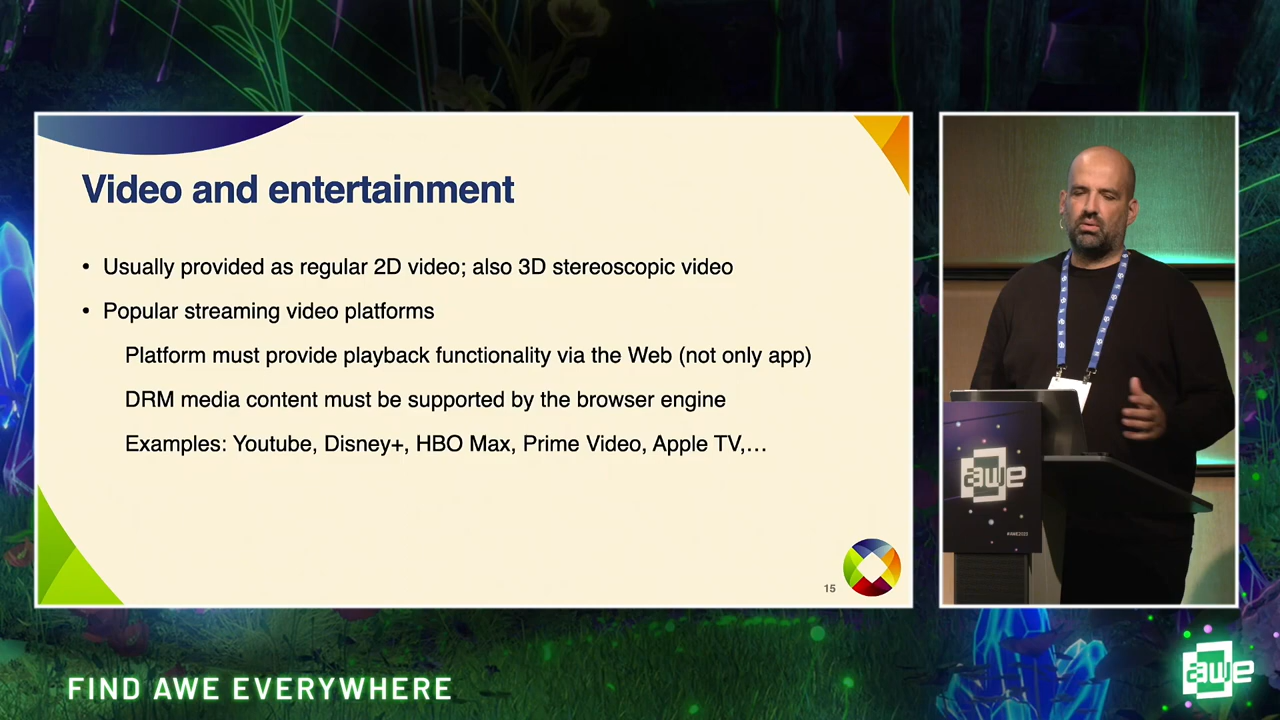 Video and entertainment
• Usually provided as regular 2D video; also 3D stereoscopic video
• Popular streaming video platforms
Platform must provide playback functionality via the Web (not only app)
DRM media content must be supported by the browser engine
Examples: Youtube, Disney+, HBO Max, Prime Video, Apple TV,…
15
awe
#AWE2022
FIND AWE EVERYWHERE
awe